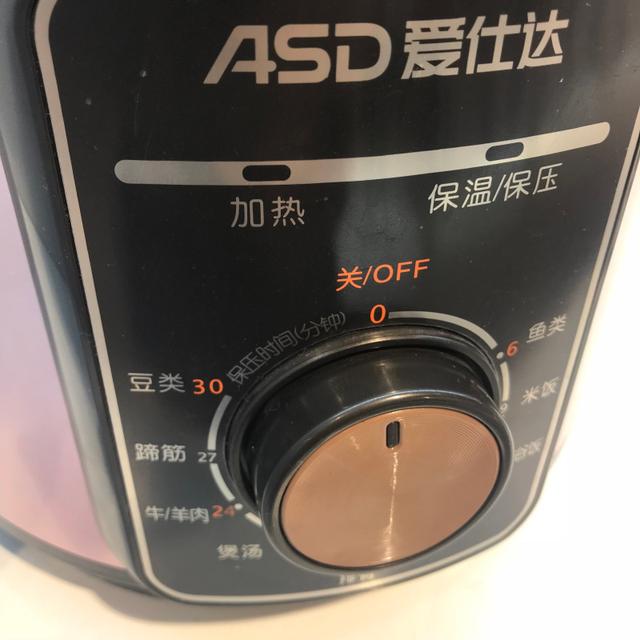 ASD 爱仕达
加热
保温/保压
关/OFF
0
保压时间(分钟)
6 鱼类
9 米饭
豆类 30
蹄筋 27
牛/羊肉 24
煲汤